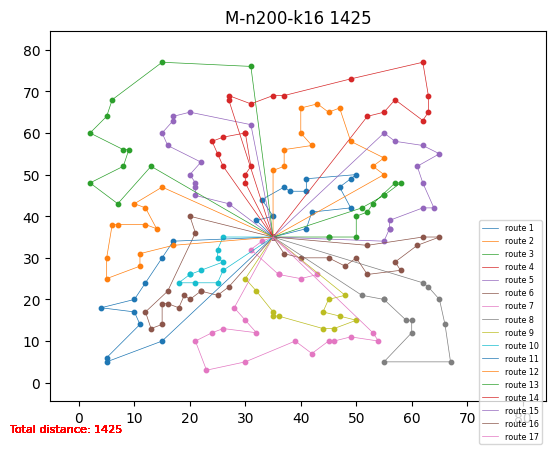 M-n200-k16 1425
80
70
60
50
40
30
20
10
0
route 1
route 2
route 3
route 4
route 5
route 6
route 7
route 8
route 9
route 10
route 11
route 12
route 13
route 14
route 15
route 16
route 17
0 10 20 30 40 50 60 70 80
Total distance: 1425